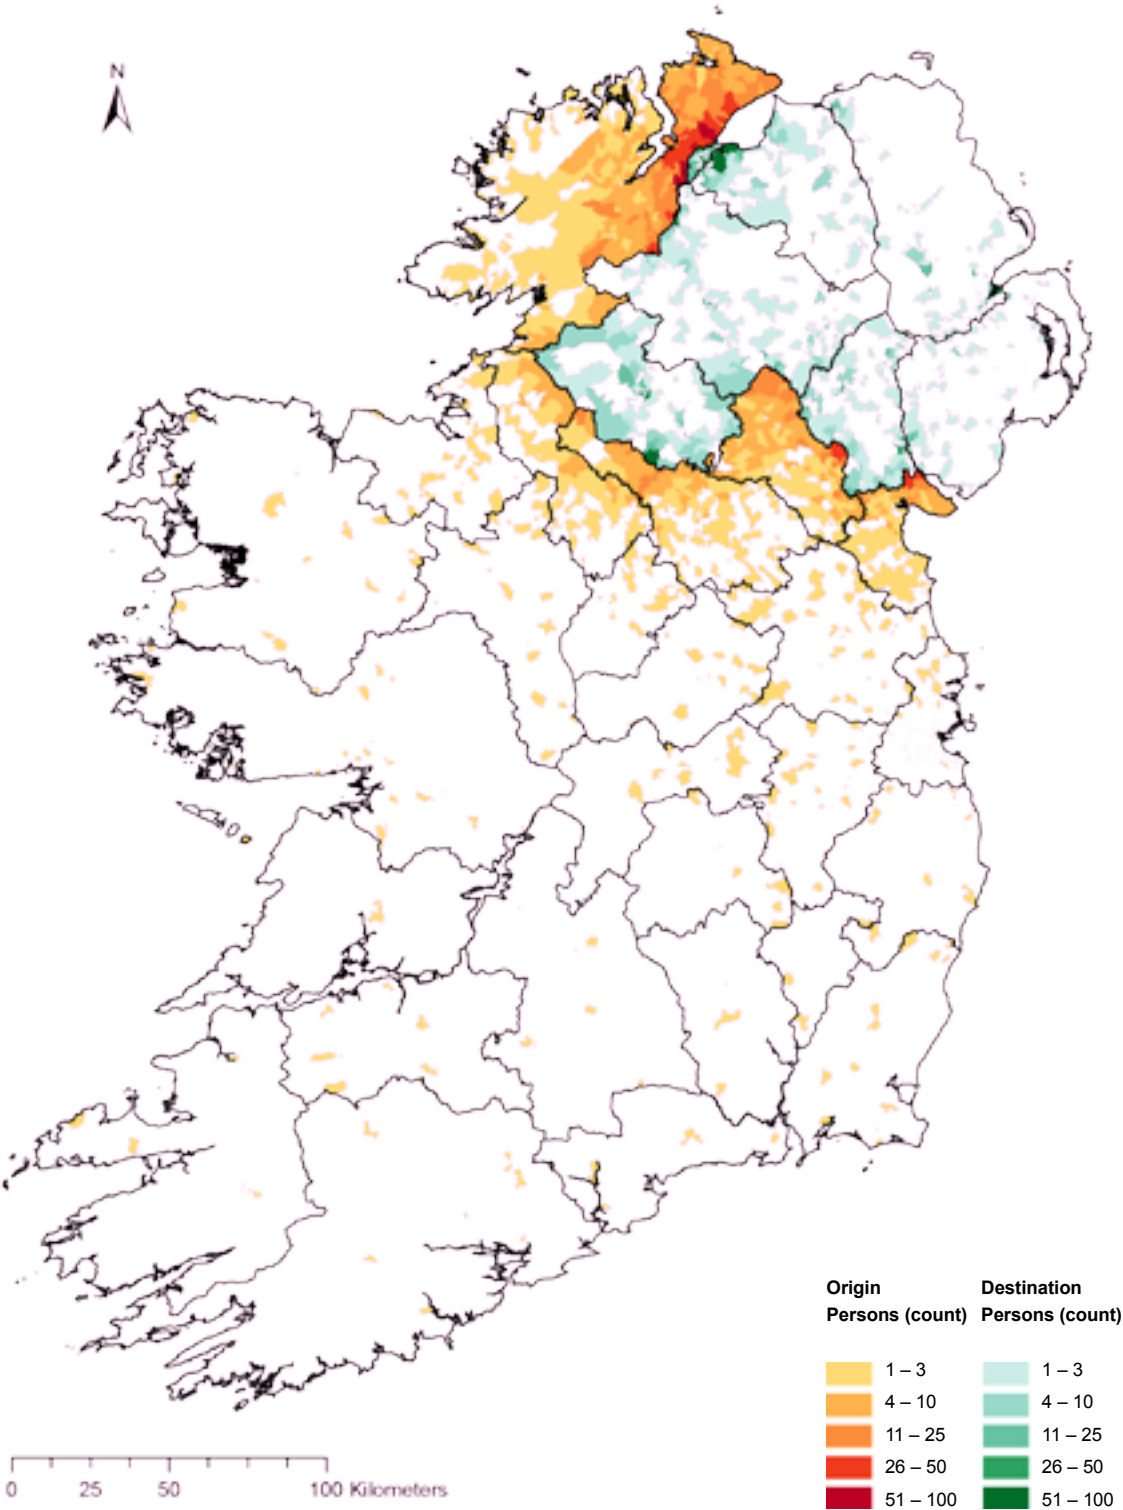 N
Origin Destination
Persons (count) Persons (count)
1 – 3 1 – 3
4 – 10 4 – 10
11 – 25 11 – 25
26 – 50 26 – 50
51 – 100 51 – 100
0 25 50 100 Kilometers